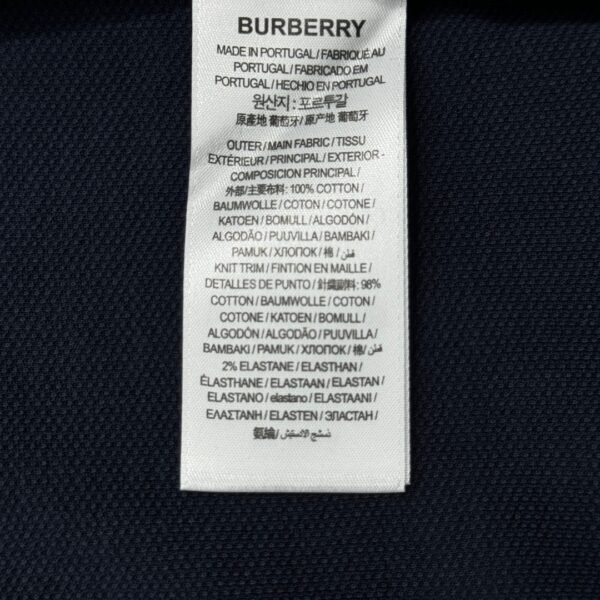 BURBERRY
MADE IN PORTUGAL / FABRIQUÉ AU
PORTUGAL / FABRICADO EM
PORTUGAL / HECHO EN PORTUGAL
원산지 : 포르투갈
原產地 葡萄牙 / 原产地 葡萄牙
OUTER / MAIN FABRIC / TISSU
EXTÉRIEUR / PRINCIPAL / EXTERIOR -
COMPOSICION PRINCIPAL
外部/主要布料: 100% COTTON /
BAUMWOLLE / COTON / COTONE /
KATOEN / BOMULL / ALGODÓN /
ALGODÃO / PUUVILLA / BAMBAKI /
PAMUK / ХЛОПОК / 棉 / قطن /
KNIT TRIM / FINTION EN MAILLE /
DETALLES DE PUNTO / 針織副料: 98%
COTTON / BAUMWOLLE / COTON /
COTONE / KATOEN / BOMULL /
ALGODÓN / ALGODÃO / PUUVILLA /
BAMBAKI / PAMUK / ХЛОПОК / 棉 / قطن
2% ELASTANE / ELASTHAN /
ÉLASTHANE / ELASTAAN / ELASTAN /
ELASTANO / elastano / ELASTAANI /
ΕΛΑΣΤΑΝΗ / ELASTEN / ЭЛАСТАН /
氨綸 /